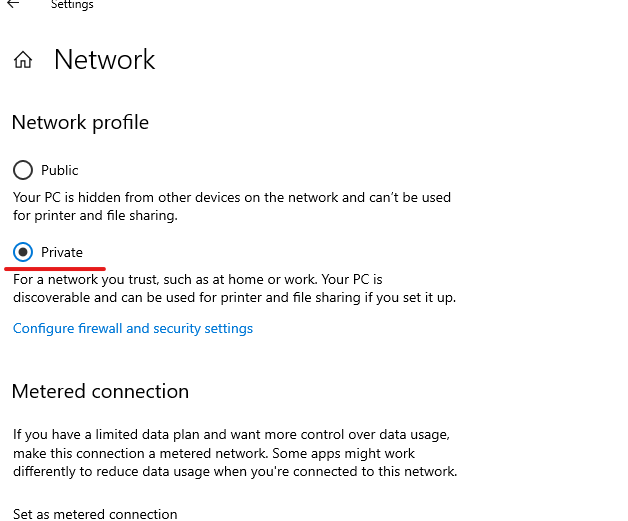 Settings
Network
Network profile
Public
Your PC is hidden from other devices on the network and can't be used
for printer and file sharing.
Private
For a network you trust, such as at home or work. Your PC is
discoverable and can be used for printer and file sharing if you set it up.
Configure firewall and security settings
Metered connection
If you have a limited data plan and want more control over data usage,
make this connection a metered network. Some apps might work
differently to reduce data usage when you're connected to this network.
Set as metered connection